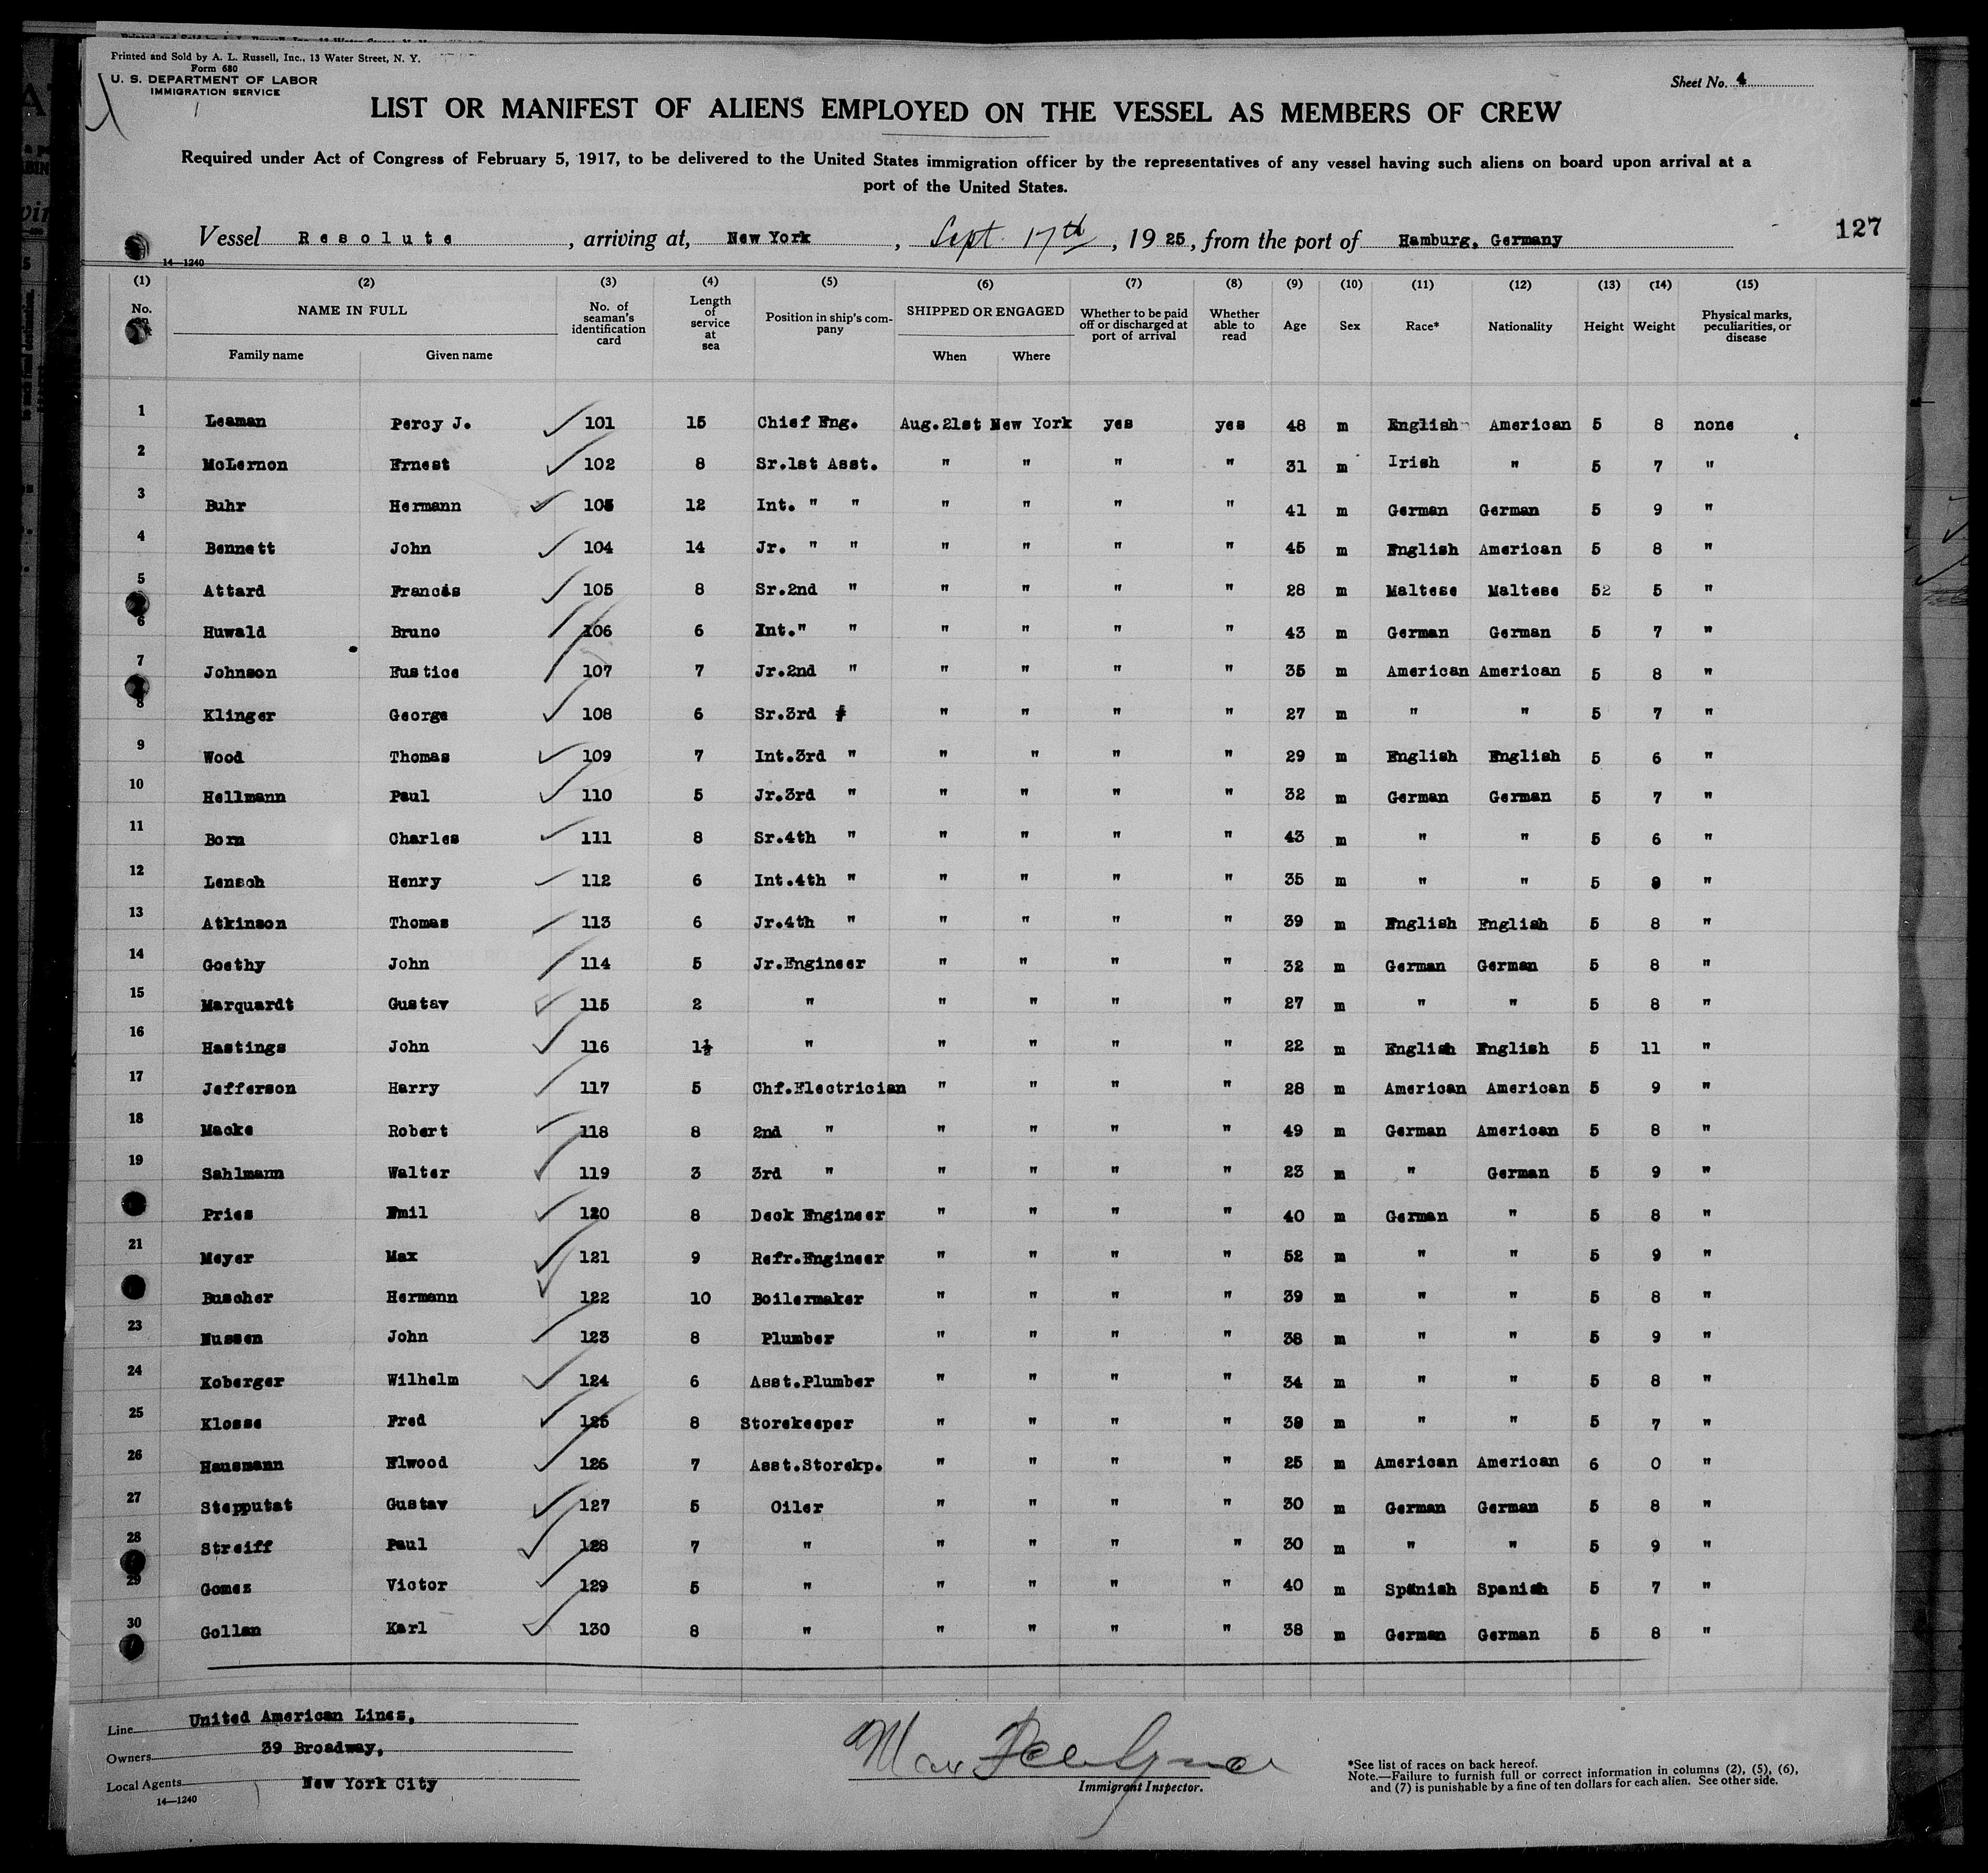 Printed and Sold by A. L. Russell, Inc., 13 Water Street, N. Y.
Form 680
U. S. DEPARTMENT OF LABOR
IMMIGRATION SERVICE
Sheet No. 4
LIST OR MANIFEST OF ALIENS EMPLOYED ON THE VESSEL AS MEMBERS OF CREW
Required under Act of Congress of February 5, 1917, to be delivered to the United States immigration officer by the representatives of any vessel having such aliens on board upon arrival at a
port of the United States.
127
Vessel Resolute, arriving at, New York, Sept. 17th, 1925, from the port of Hamburg, Germany
14—1240
(1) (2) (3) (4) (5) (6) (7) (8) (9) (10) (11) (12) (13) (14) (15)
No. NAME IN FULL Family name Given name No. of seaman's identification card Length of service at sea Position in ship's company SHIPPED OR ENGAGED When Where Whether to be paid off or discharged at port of arrival Whether able to read Age Sex Race* Nationality Height Weight Physical marks, peculiarities, or disease
1 Leaman Percy J. 101 15 Chief Eng. Aug.21st New York yes yes 48 m English American 5 8 none
2 McLernon Ernest 102 8 Sr.1st Asst. " " " " 31 m Irish " 5 7 "
3 Buhr Hermann 103 12 Int. " " " " " " 41 m German German 5 9 "
4 Bennett John 104 14 Jr. " " " " " " 45 m English American 5 8 "
5 Attard Francis 105 8 Sr.2nd " " " " " 28 m Maltese Maltese 52 5 "
6 Huwald Bruno 106 6 Int." " " " " " 43 m German German 5 7 "
7 Johnson Eustice 107 7 Jr.2nd " " " " " 35 m American American 5 8 "
8 Klinger George 108 6 Sr.3rd " " " " " 27 m " " 5 7 "
9 Wood Thomas 109 7 Int.3rd " " " " " 29 m English English 5 6 "
10 Hellmann Paul 110 5 Jr.3rd " " " " " 32 m German German 5 7 "
11 Born Charles 111 8 Sr.4th " " " " " 43 m " " 5 6 "
12 Lensch Henry 112 6 Int.4th " " " " " 35 m " " 5 9 "
13 Atkinson Thomas 113 6 Jr.4th " " " " " 39 m English English 5 8 "
14 Goethy John 114 5 Jr.Engineer " " " " 32 m German German 5 8 "
15 Marquardt Gustav 115 2 " " " " " 27 m " " 5 8 "
16 Hastings John 116 1½ " " " " " 22 m English English 5 11 "
17 Jefferson Harry 117 5 Chf.Electrician " " " " 28 m American American 5 9 "
18 Macke Robert 118 8 2nd " " " " " 49 m German American 5 8 "
19 Sahlmann Walter 119 3 3rd " " " " " 23 m " German 5 9 "
Pries Emil 120 8 Deck Engineer " " " " 40 m German " 5 8 "
21 Meyer Max 121 9 Refr.Engineer " " " " 52 m " " 5 9 "
Buscher Hermann 122 10 Boilermaker " " " " 39 m " " 5 8 "
23 Nussen John 123 8 Plumber " " " " 38 m " " 5 9 "
24 Koberger Wilhelm 124 6 Asst.Plumber " " " " 34 m " " 5 8 "
25 Klosse Fred 125 8 Storekeeper " " " " 39 m " " 5 7 "
26 Hausmann Elwood 126 7 Asst.Storekp. " " " " 25 m American American 6 0 "
27 Stepputat Gustav 127 5 Oiler " " " " 30 m German German 5 8 "
28 Streiff Paul 128 7 " " " " " 30 m " " 5 9 "
29 Gomez Victor 129 5 " " " " " 40 m Spanish Spanish 5 7 "
30 Gollan Karl 130 8 " " " " " 38 m German German 5 8 "
Line United American Lines,
Owners 39 Broadway,
Local Agents New York City
14—1240
Max
Immigrant Inspector.
*See list of races on back hereof.
Note.—Failure to furnish full or correct information in columns (2), (5), (6),
and (7) is punishable by a fine of ten dollars for each alien. See other side.